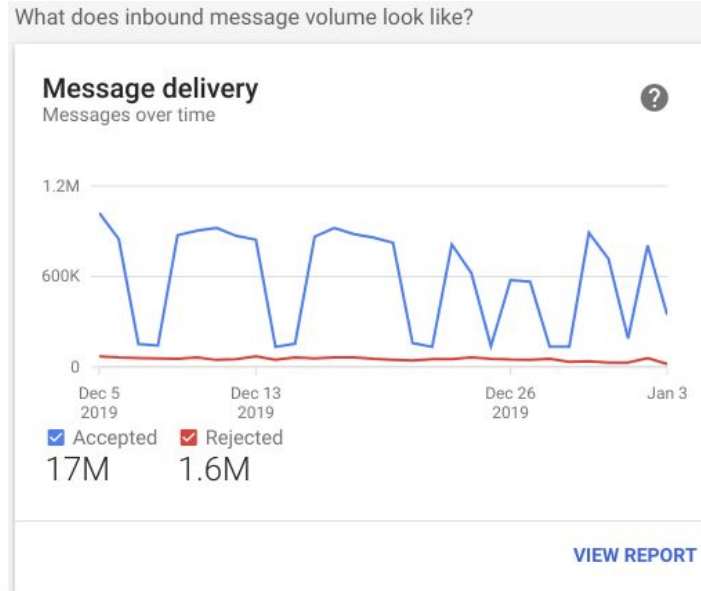 What does inbound message volume look like?
Message delivery
Messages over time
?
1.2M
600K
0
Dec 5
2019
Dec 13
2019
Dec 26
2019
Jan 3
Accepted
Rejected
17M
1.6M
VIEW REPORT